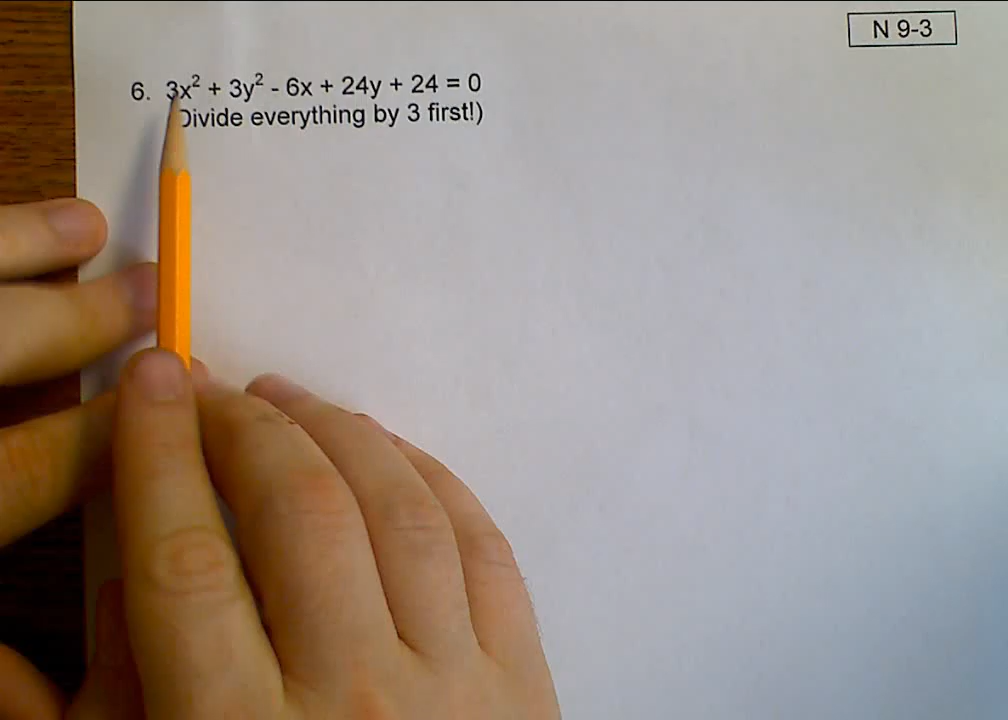 N 9-3
6. 3x² + 3y² - 6x + 24y + 24 = 0
Divide everything by 3 first!)